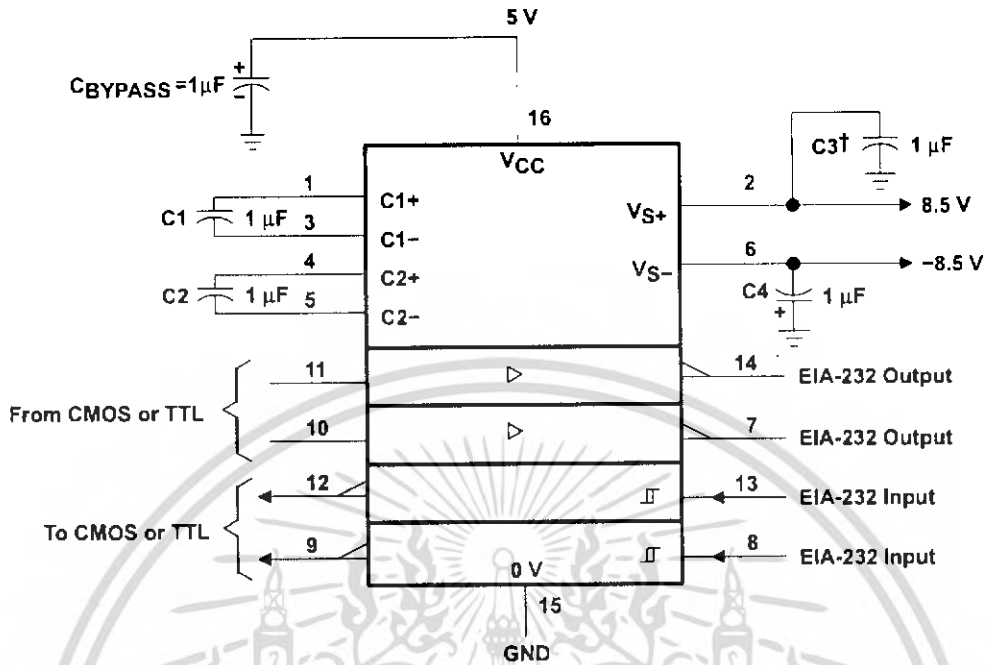 5 V
CBYPASS =1μF
+
−
16
VCC
C3† 1 μF
1
C1+
2
VS+
8.5 V
C1 1 μF
3
C1−
4
C2+
6
VS−
−8.5 V
C2 1 μF
5
C2−
C4 1 μF
+
11
14
EIA-232 Output
From CMOS or TTL
10
7
EIA-232 Output
12
13
EIA-232 Input
To CMOS or TTL
9
8
EIA-232 Input
0 V
15
GND